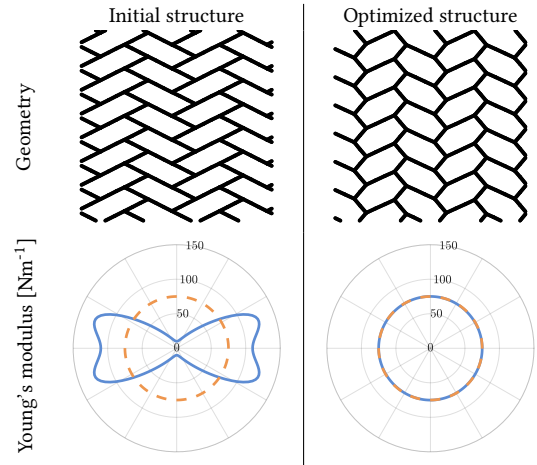 Initial structure
Optimized structure
Geometry
Young's modulus [Nm⁻¹]
150
100
50
0
150
100
50
0